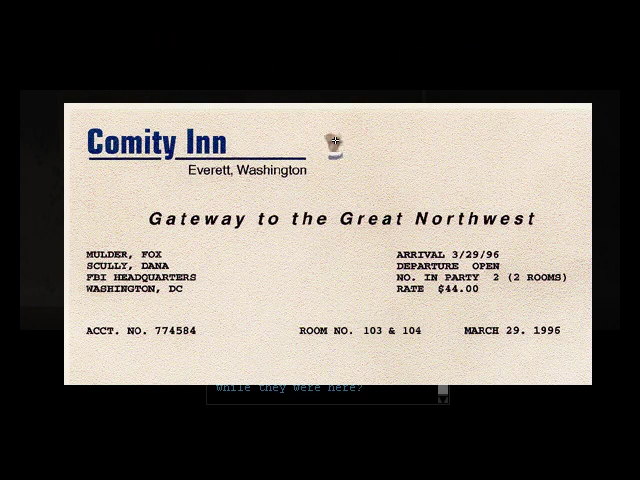 Comity Inn
Everett, Washington
Gateway to the Great Northwest
MULDER, FOX
SCULLY, DANA
FBI HEADQUARTERS
WASHINGTON, DC
ARRIVAL 3/29/96
DEPARTURE OPEN
NO. IN PARTY 2 (2 ROOMS)
RATE $44.00
ACCT. NO. 774584 ROOM NO. 103 & 104 MARCH 29. 1996
while they were here?